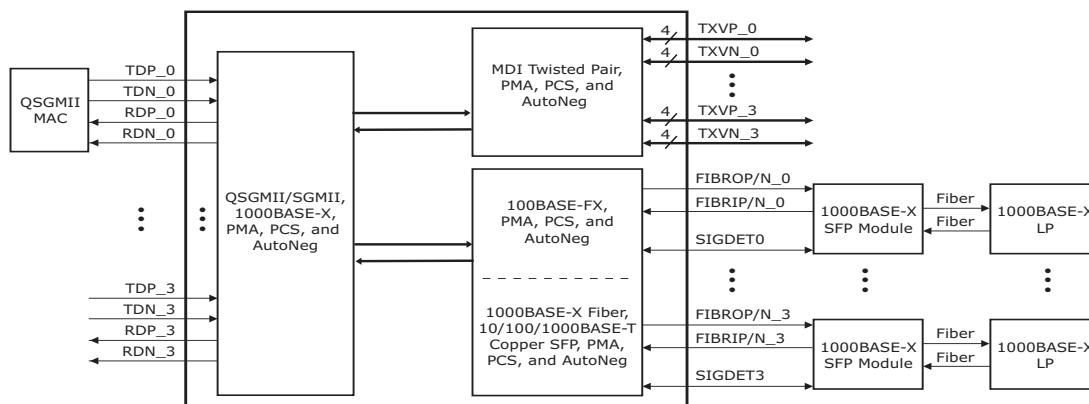 QSGMII
MAC
TDP_0
TDN_0
RDP_0
RDN_0
TDP_3
TDN_3
RDP_3
RDN_3
QSGMII/SGMII,
1000BASE-X,
PMA, PCS, and
AutoNeg
MDI Twisted Pair,
PMA, PCS, and
AutoNeg
4 TXVP_0
4 TXVN_0
4 TXVP_3
4 TXVN_3
100BASE-FX,
PMA, PCS, and
AutoNeg
1000BASE-X Fiber,
10/100/1000BASE-T
Copper SFP, PMA,
PCS, and AutoNeg
FIBROP/N_0
FIBRIP/N_0
SIGDET0
FIBROP/N_3
FIBRIP/N_3
SIGDET3
1000BASE-X
SFP Module
Fiber
Fiber
1000BASE-X
LP
1000BASE-X
SFP Module
Fiber
Fiber
1000BASE-X
LP